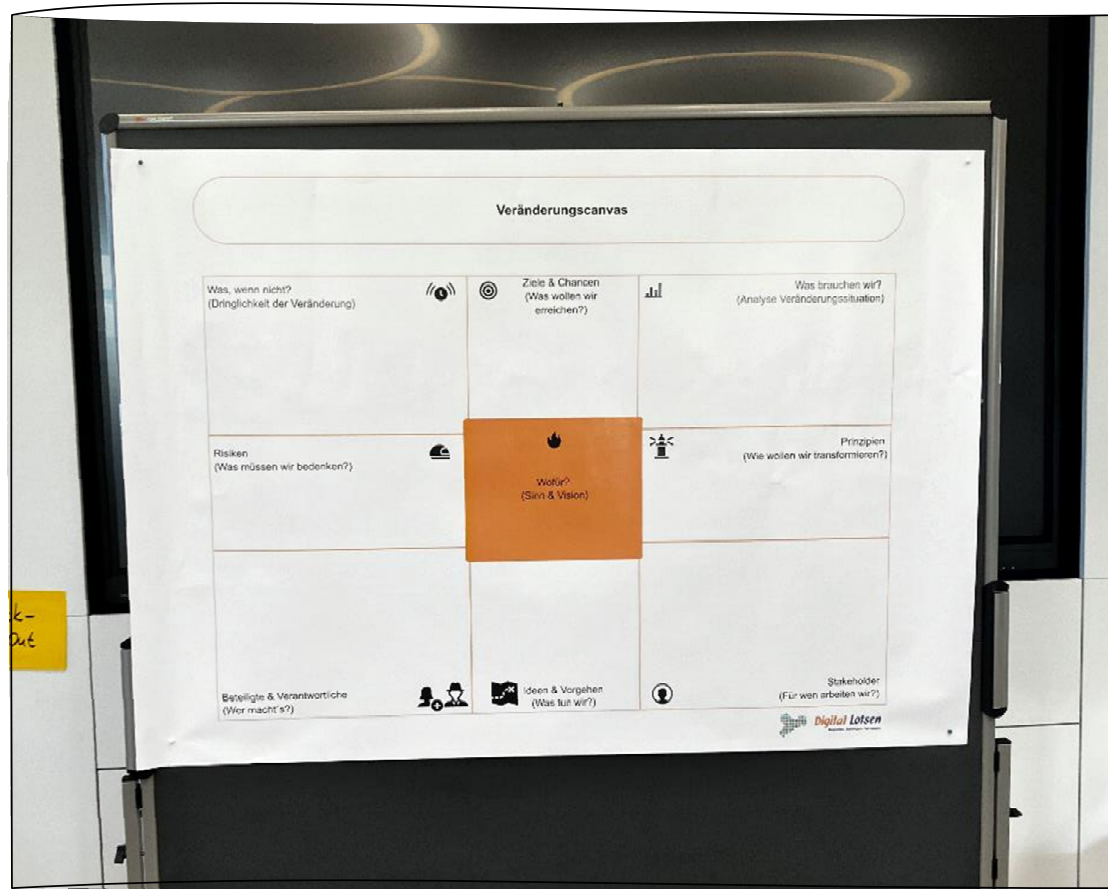 Veränderungscanvas
Was, wenn nicht?
(Dringlichkeit der Veränderung)
Ziele & Chancen
(Was wollen wir
erreichen?)
Was brauchen wir?
(Analyse Veränderungssituation)
Risiken
(Was müssen wir bedenken?)
Wofür?
(Sinn & Vision)
Prinzipien
(Wie wollen wir transformieren?)
Beteiligte & Verantwortliche
(Wer macht's?)
Ideen & Vorgehen
(Was tun wir?)
Stakeholder
(Für wen arbeiten wir?)
Digital Lotsen
k-
Out